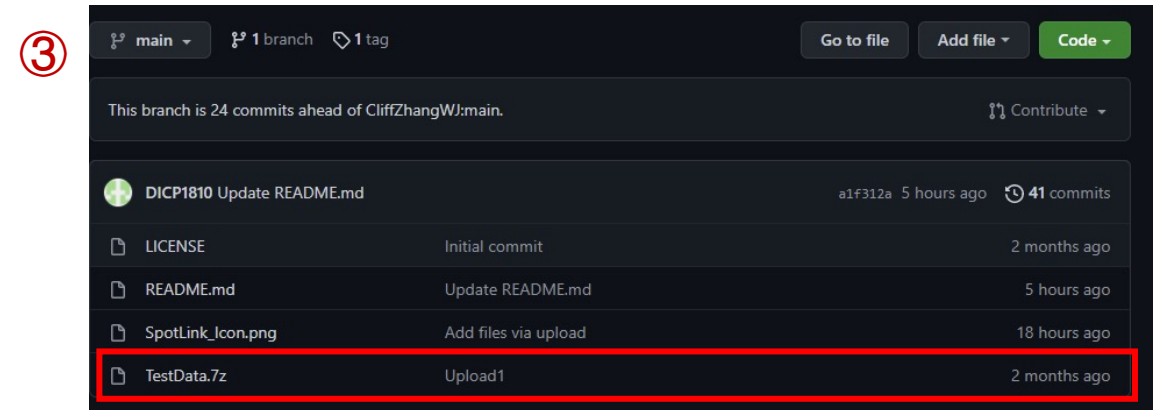 ③
main 1 branch 1 tag Go to file Add file Code
This branch is 24 commits ahead of CliffZhangWJ:main. Contribute
DICP1810 Update README.md a1f312a 5 hours ago 41 commits
LICENSE Initial commit 2 months ago
README.md Update README.md 5 hours ago
SpotLink_Icon.png Add files via upload 18 hours ago
TestData.7z Upload1 2 months ago